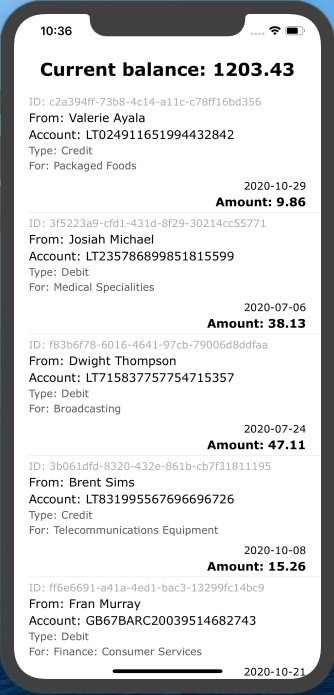 10:36
Current balance: 1203.43
ID: c2a394ff-73b8-4c14-a11c-c78ff16bd356
From: Valerie Ayala
Account: LT024911651994432842
Type: Credit
For: Packaged Foods
2020-10-29
Amount: 9.86
ID: 3f5223a9-cfd1-431d-8f29-30214cc55771
From: Josiah Michael
Account: LT235786899851815599
Type: Debit
For: Medical Specialities
2020-07-06
Amount: 38.13
ID: f83b6f78-6016-4641-97cb-79006d8ddfaa
From: Dwight Thompson
Account: LT715837757754715357
Type: Debit
For: Broadcasting
2020-07-24
Amount: 47.11
ID: 3b061dfd-8320-432e-861b-cb7f31811195
From: Brent Sims
Account: LT831995567696696726
Type: Credit
For: Telecommunications Equipment
2020-10-08
Amount: 15.26
ID: ff6e6691-a41a-4ed1-bac3-13299fc14bc9
From: Fran Murray
Account: GB67BARC20039514682743
Type: Debit
For: Finance: Consumer Services
2020-10-21